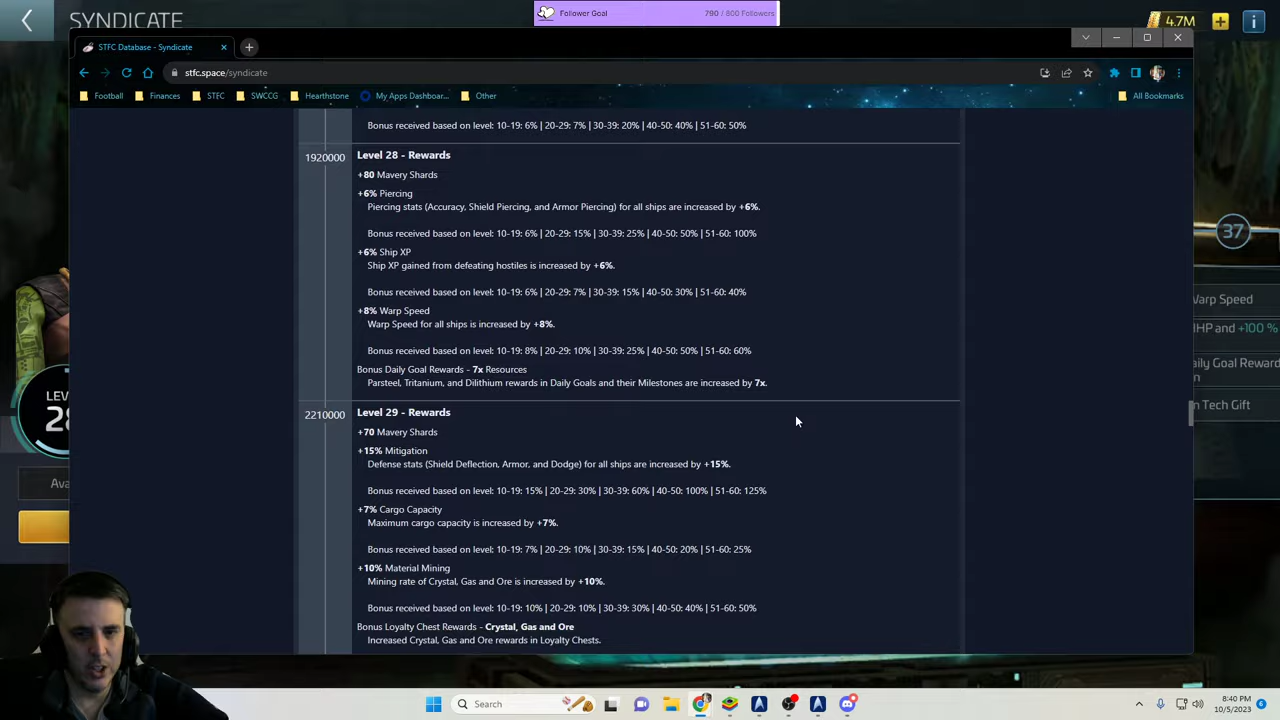 SYNDICATE
Follower Goal
790 / 800 Followers
4.7M
STFC Database - Syndicate
stfc.space/syndicate
Football
Finances
STFC
SWCCG
Hearthstone
My Apps Dashboar...
Other
All Bookmarks
Bonus received based on level: 10-19: 6% | 20-29: 7% | 30-39: 20% | 40-50: 40% | 51-60: 50%
1920000
Level 28 - Rewards
+80 Mavery Shards
+6% Piercing
Piercing stats (Accuracy, Shield Piercing, and Armor Piercing) for all ships are increased by +6%.
Bonus received based on level: 10-19: 6% | 20-29: 15% | 30-39: 25% | 40-50: 50% | 51-60: 100%
+6% Ship XP
Ship XP gained from defeating hostiles is increased by +6%.
Bonus received based on level: 10-19: 6% | 20-29: 7% | 30-39: 15% | 40-50: 30% | 51-60: 40%
+8% Warp Speed
Warp Speed for all ships is increased by +8%.
Bonus received based on level: 10-19: 8% | 20-29: 10% | 30-39: 25% | 40-50: 50% | 51-60: 60%
Bonus Daily Goal Rewards - 7x Resources
Parsteel, Tritanium, and Dilithium rewards in Daily Goals and their Milestones are increased by 7x.
2210000
Level 29 - Rewards
+70 Mavery Shards
+15% Mitigation
Defense stats (Shield Deflection, Armor, and Dodge) for all ships are increased by +15%.
Bonus received based on level: 10-19: 15% | 20-29: 30% | 30-39: 60% | 40-50: 100% | 51-60: 125%
+7% Cargo Capacity
Maximum cargo capacity is increased by +7%.
Bonus received based on level: 10-19: 7% | 20-29: 10% | 30-39: 15% | 40-50: 20% | 51-60: 25%
+10% Material Mining
Mining rate of Crystal, Gas and Ore is increased by +10%.
Bonus received based on level: 10-19: 10% | 20-29: 10% | 30-39: 30% | 40-50: 40% | 51-60: 50%
Bonus Loyalty Chest Rewards - Crystal, Gas and Ore
Increased Crystal, Gas and Ore rewards in Loyalty Chests.
37
Warp Speed
HHP and +100 %
Daily Goal Reward
n Tech Gift
LEV
28
Ava
Search
8:40 PM
10/5/2023
6